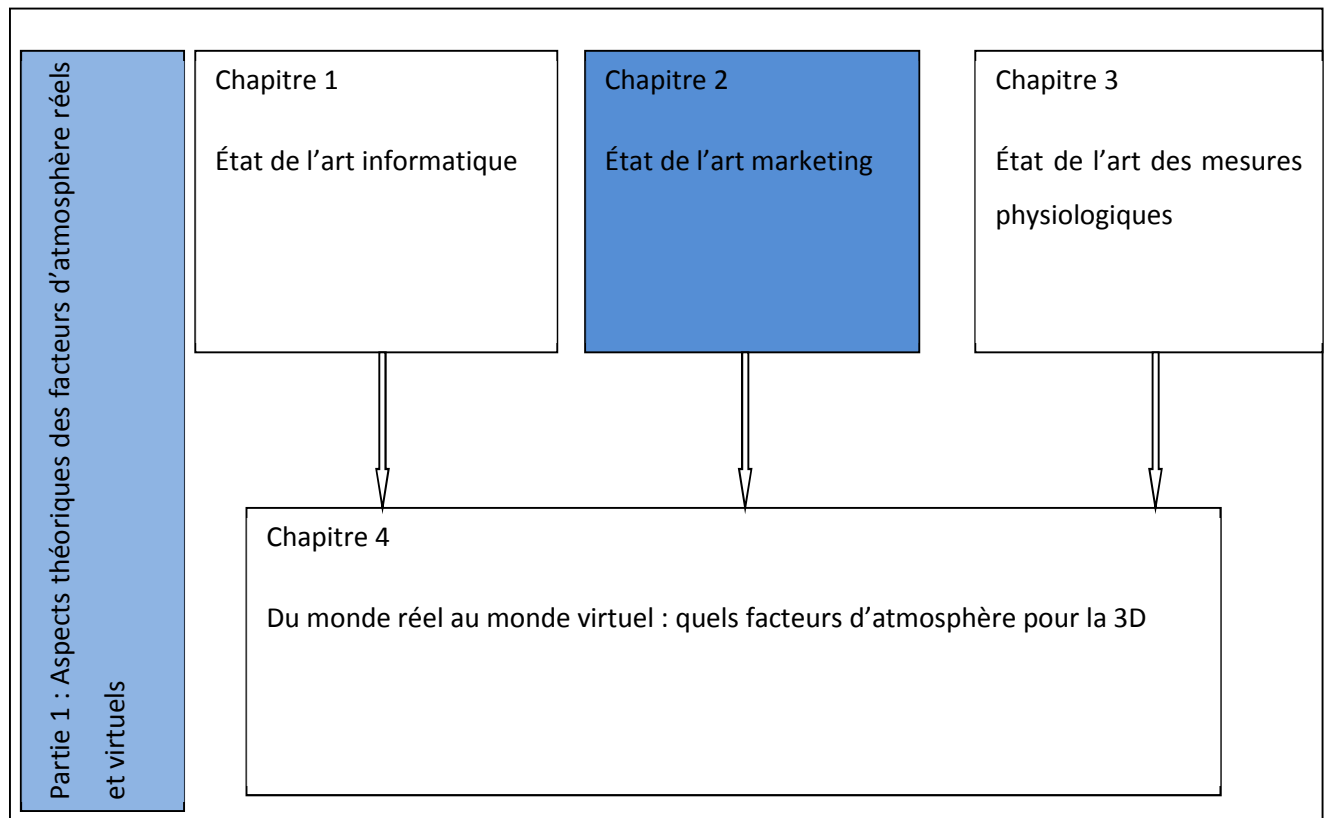 Partie 1 : Aspects théoriques des facteurs d’atmosphère réels
et virtuels
Chapitre 1
État de l’art informatique
Chapitre 2
État de l’art marketing
Chapitre 3
État de l’art des mesures
physiologiques
Chapitre 4
Du monde réel au monde virtuel : quels facteurs d’atmosphère pour la 3D